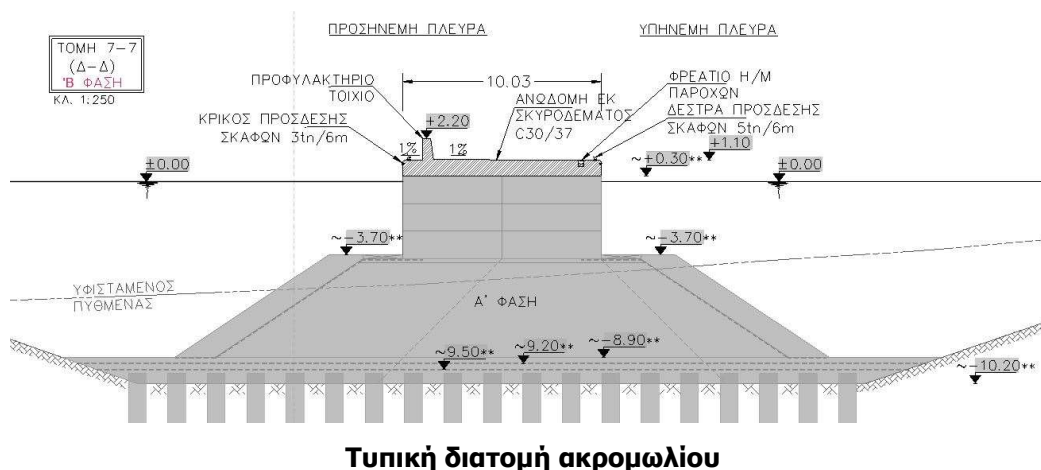 ΤΟΜΗ 7-7
(Δ-Δ)
'Β ΦΑΣΗ
ΚΛ. 1:250
ΠΡΟΣΗΝΕΜΗ ΠΛΕΥΡΑ
ΥΠΗΝΕΜΗ ΠΛΕΥΡΑ
ΠΡΟΦΥΛΑΚΤΗΡΙΟ
ΤΟΙΧΙΟ
10.03
ΦΡΕΑΤΙΟ Η/Μ
ΠΑΡΟΧΩΝ
ΚΡΙΚΟΣ ΠΡΟΣΔΕΣΗΣ
ΣΚΑΦΩΝ 3tn/6m
ΑΝΩΔΟΜΗ ΕΚ
ΣΚΥΡΟΔΕΜΑΤΟΣ
C30/37
ΔΕΣΤΡΑ ΠΡΟΣΔΕΣΗΣ
ΣΚΑΦΩΝ 5tn/6m
+2.20
1%
1%
+1.10
~+0.30**
±0.00
±0.00
~-3.70**
~-3.70**
ΥΦΙΣΤΑΜΕΝΟΣ
ΠΥΘΜΕΝΑΣ
Α' ΦΑΣΗ
~9.50**
~9.20**
~-8.90**
~-10.20**
Τυπική διατομή ακρομωλίου